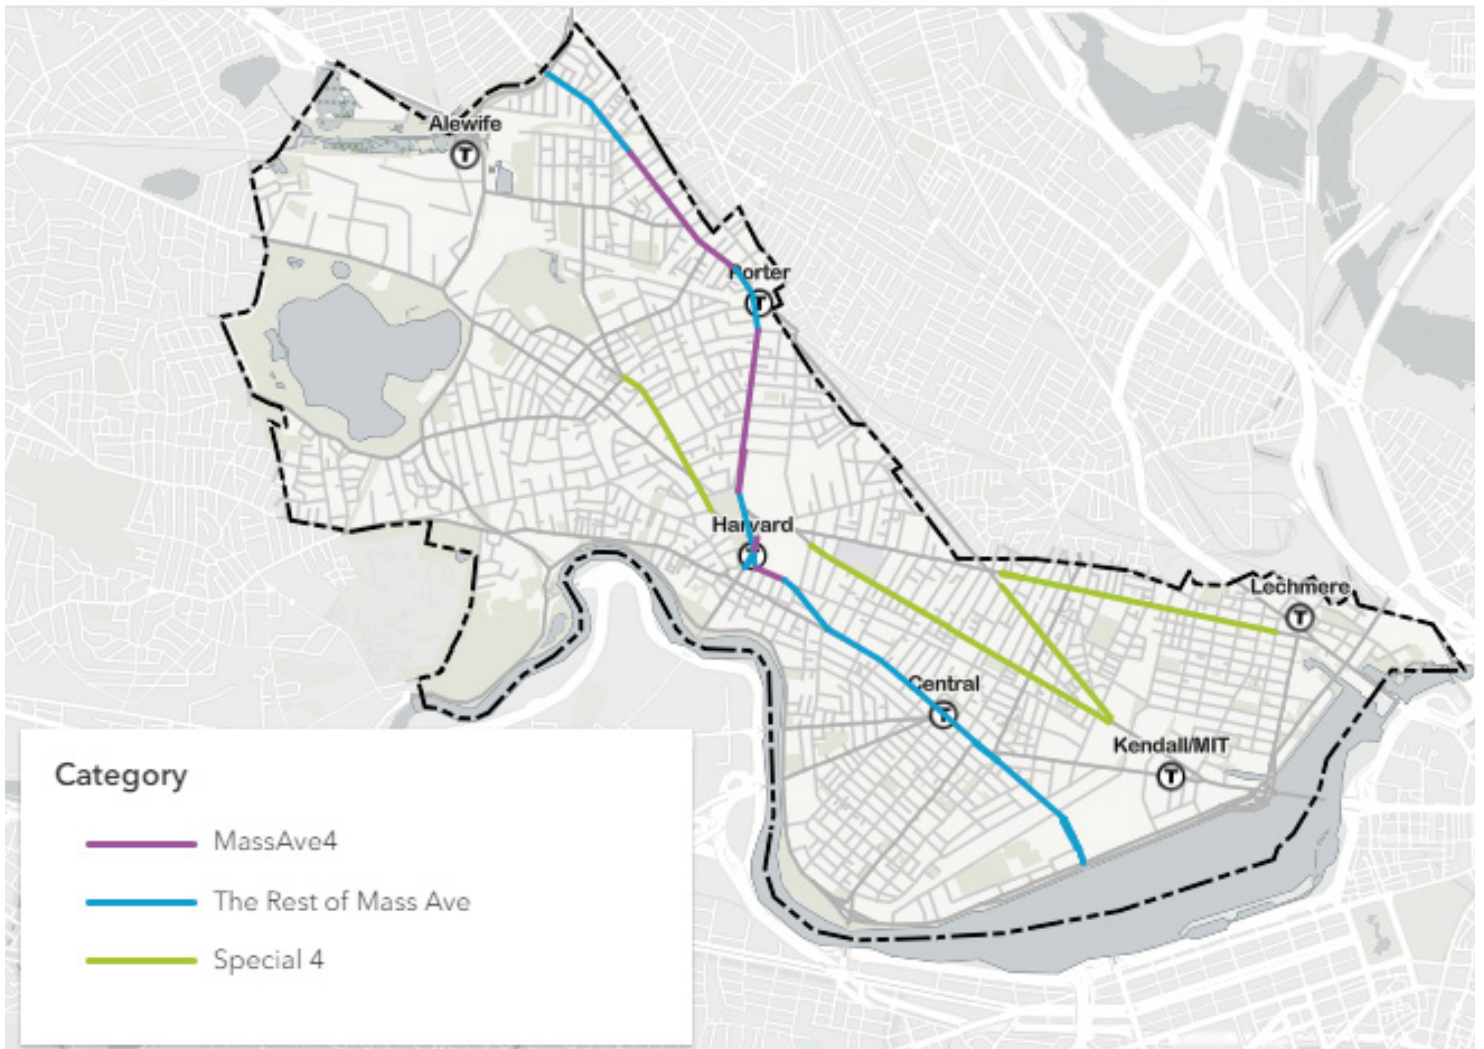 Alewife
T
Porter
T
Harvard
Lechmere
T
Central
T
Kendall/MIT
T
Category
MassAve4
The Rest of Mass Ave
Special 4